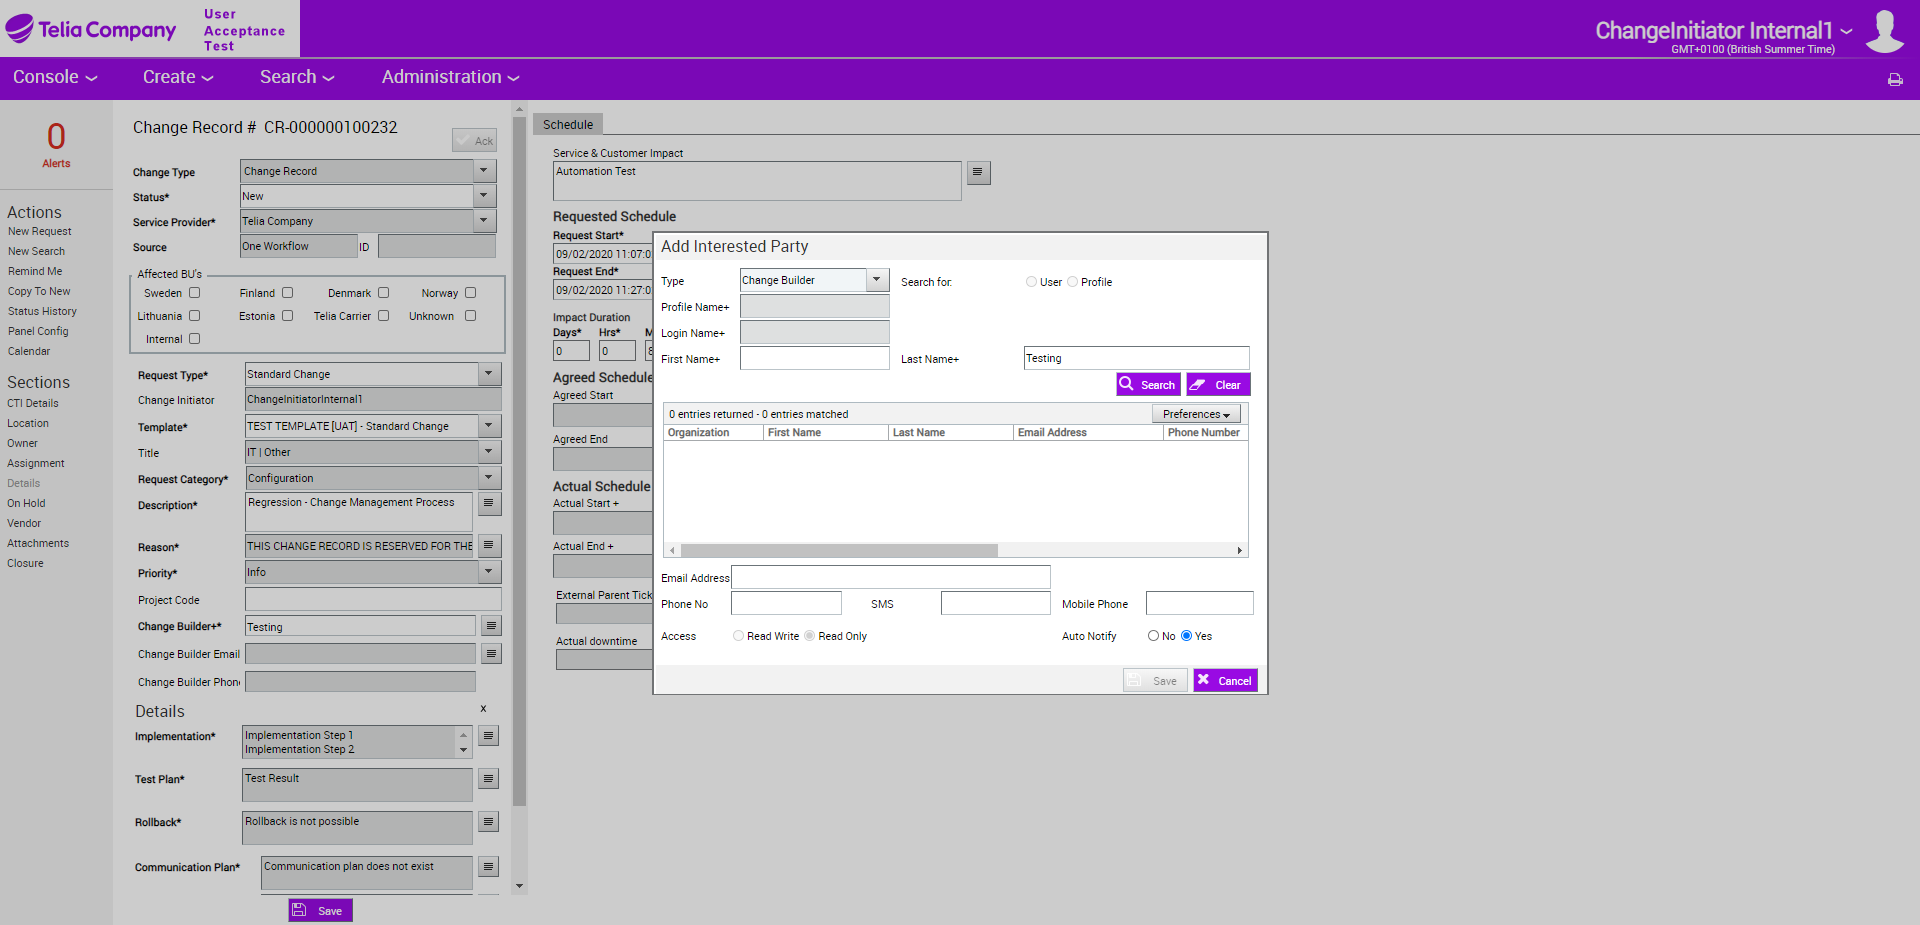 Telia Company
User
Acceptance
Test
ChangeInitiator Internal1
GMT+0100 (British Summer Time)
Console
Create
Search
Administration
0
Alerts
Actions
New Request
New Search
Remind Me
Copy To New
Status History
Panel Config
Calendar
Sections
CTI Details
Location
Owner
Assignment
Details
On Hold
Vendor
Attachments
Closure
Change Record # CR-000000100232
Ack
Change Type
Change Record
Status*
New
Service Provider*
Telia Company
Source
One Workflow
ID
Affected BU's
Sweden
Finland
Denmark
Norway
Lithuania
Estonia
Telia Carrier
Unknown
Internal
Request Type*
Standard Change
Change Initiator
ChangeInitiatorInternal1
Template*
TEST TEMPLATE [UAT] - Standard Change
Title
IT | Other
Request Category*
Configuration
Description*
Regression - Change Management Process
Reason*
THIS CHANGE RECORD IS RESERVED FOR THE
Priority*
Info
Project Code
Change Builder+*
Testing
Change Builder Email
Change Builder Phon
Details
x
Implementation*
Implementation Step 1
Implementation Step 2
Test Plan*
Test Result
Rollback*
Rollback is not possible
Communication Plan*
Communication plan does not exist
Save
Schedule
Service & Customer Impact
Automation Test
Requested Schedule
Request Start*
09/02/2020 11:07:0
Request End*
09/02/2020 11:27:0
Impact Duration
Days*
Hrs*
M
0
0
Agreed Schedule
Agreed Start
Agreed End
Actual Schedule
Actual Start +
Actual End +
External Parent Tick
Actual downtime
Add Interested Party
Type
Change Builder
Search for:
User
Profile
Profile Name+
Login Name+
First Name+
Last Name+
Testing
Search
Clear
0 entries returned - 0 entries matched
Preferences
Organization
First Name
Last Name
Email Address
Phone Number
Email Address
Phone No
SMS
Mobile Phone
Access
Read Write
Read Only
Auto Notify
No
Yes
Save
Cancel